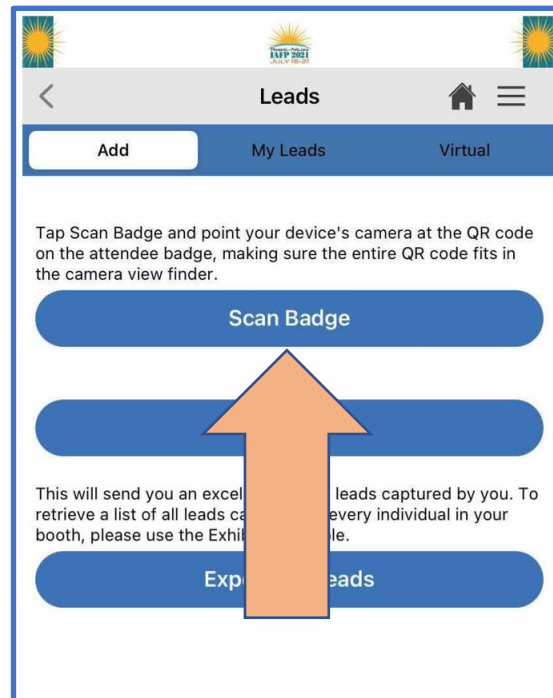 IAFP 2021
JULY 18-21
Leads
Add My Leads Virtual
Tap Scan Badge and point your device's camera at the QR code
on the attendee badge, making sure the entire QR code fits in
the camera view finder.
Scan Badge
This will send you an excel leads captured by you. To
retrieve a list of all leads every individual in your
booth, please use the